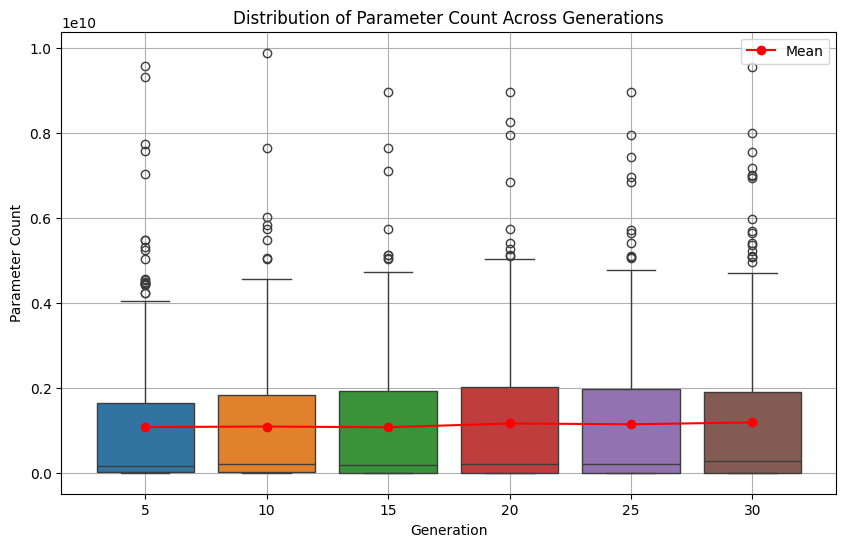 Distribution of Parameter Count Across Generations
1e10
Mean
1.0
0.8
0.6
0.4
0.2
0.0
Parameter Count
5 10 15 20 25 30
Generation